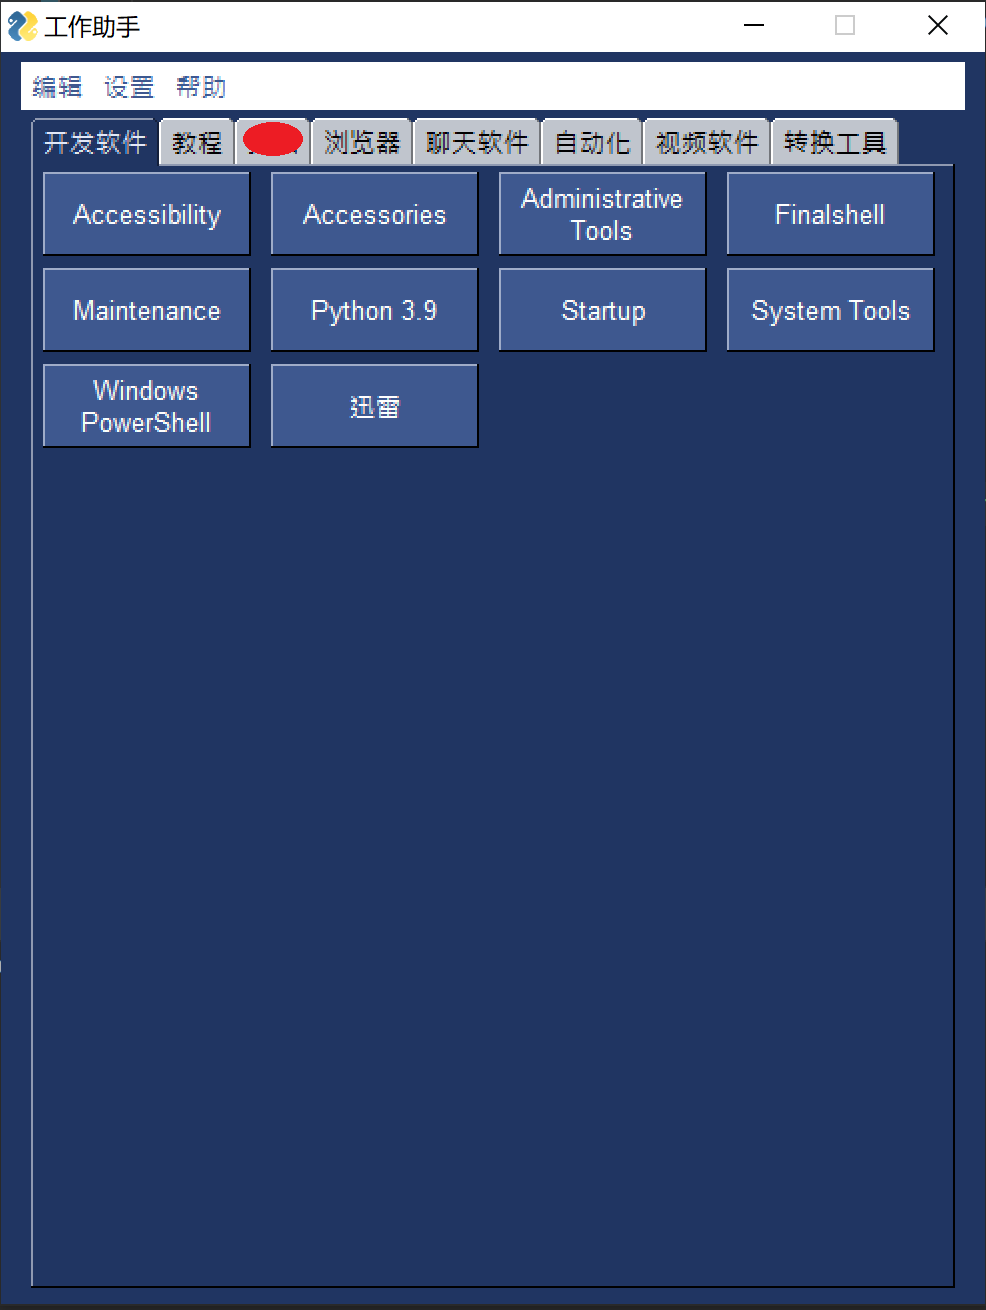 工作助手
编辑 设置 帮助
开发软件 教程 浏览器 聊天软件 自动化 视频软件 转换工具
Accessibility
Accessories
Administrative
Tools
Finalshell
Maintenance
Python 3.9
Startup
System Tools
Windows
PowerShell
迅雷